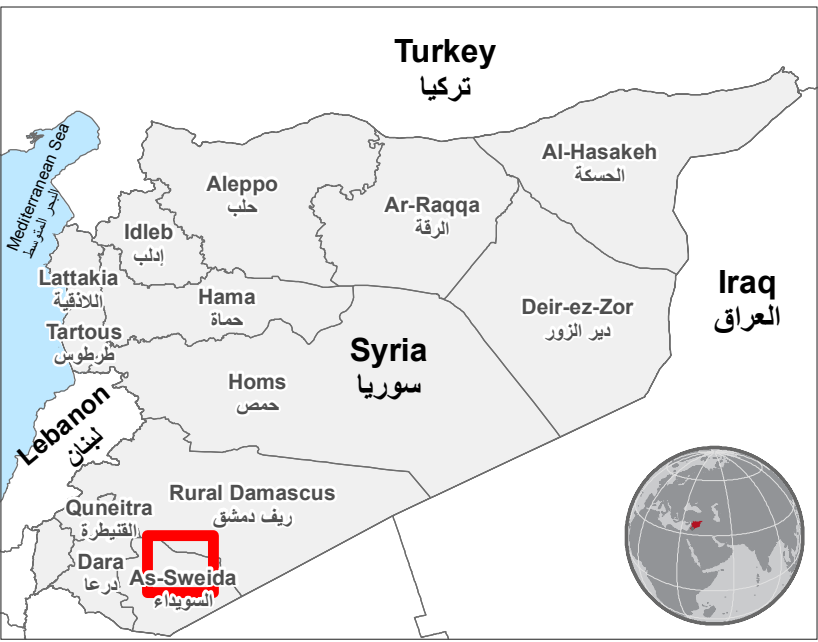 Turkey
تركيا
Mediterranean Sea
البحر المتوسط
Al-Hasakeh
الحسكة
Aleppo
حلب
Ar-Raqqa
الرقة
Idleb
إدلب
Lattakia
اللاذقية
Hama
حماة
Iraq
العراق
Deir-ez-Zor
دير الزور
Tartous
طرطوس
Syria
سوريا
Homs
حمص
Lebanon
لبنان
Rural Damascus
ريف دمشق
Quneitra
القنيطرة
Dara
درعا
As-Sweida
السويداء